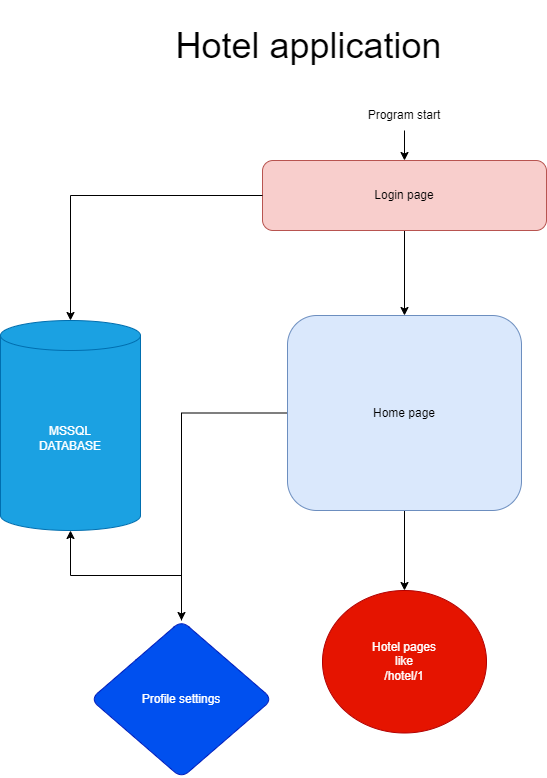 Hotel application
Program start
Login page
MSSQL
DATABASE
Home page
Hotel pages
like
/hotel/1
Profile settings